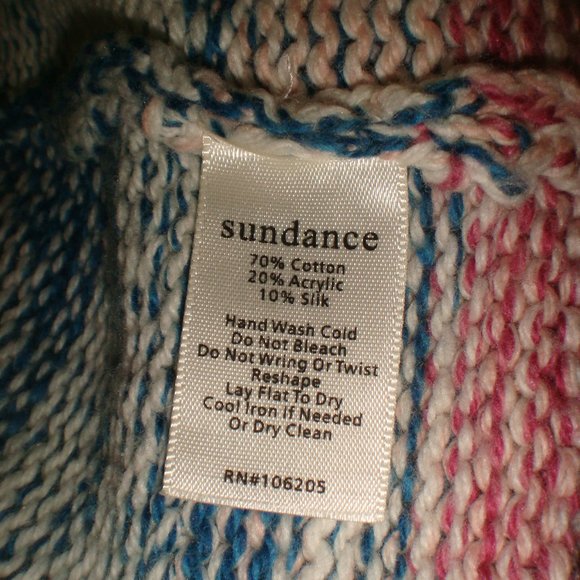 sundance
70% Cotton
20% Acrylic
10% Silk
Hand Wash Cold
Do Not Bleach
Do Not Wring Or Twist
Reshape
Lay Flat To Dry
Cool Iron If Needed
Or Dry Clean
RN#106205